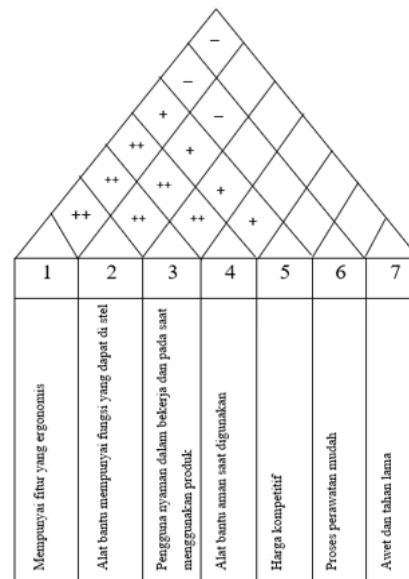 –
–
+ –
++ +
++ ++ +
++ ++ ++ +
1 2 3 4 5 6 7
Mempunyai fitur yang ergonomis
Alat bantu mempunyai fungsi yang dapat di stel
Pengguna nyaman dalam bekerja dan pada saat
menggunakan produk
Alat bantu aman saat digunakan
Harga kompetitif
Proses perawatan mudah
Awet dan tahan lama